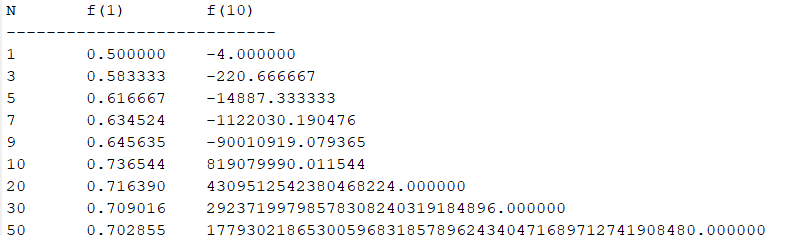 N f(1) f(10)
---------------------------
1 0.500000 -4.000000
3 0.583333 -220.666667
5 0.616667 -14887.333333
7 0.634524 -1122030.190476
9 0.645635 -90010919.079365
10 0.736544 819079990.011544
20 0.716390 4309512542380468224.000000
30 0.709016 29237199798578308240319184896.000000
50 0.702855 1779302186530059683185789624340471689712741908480.000000